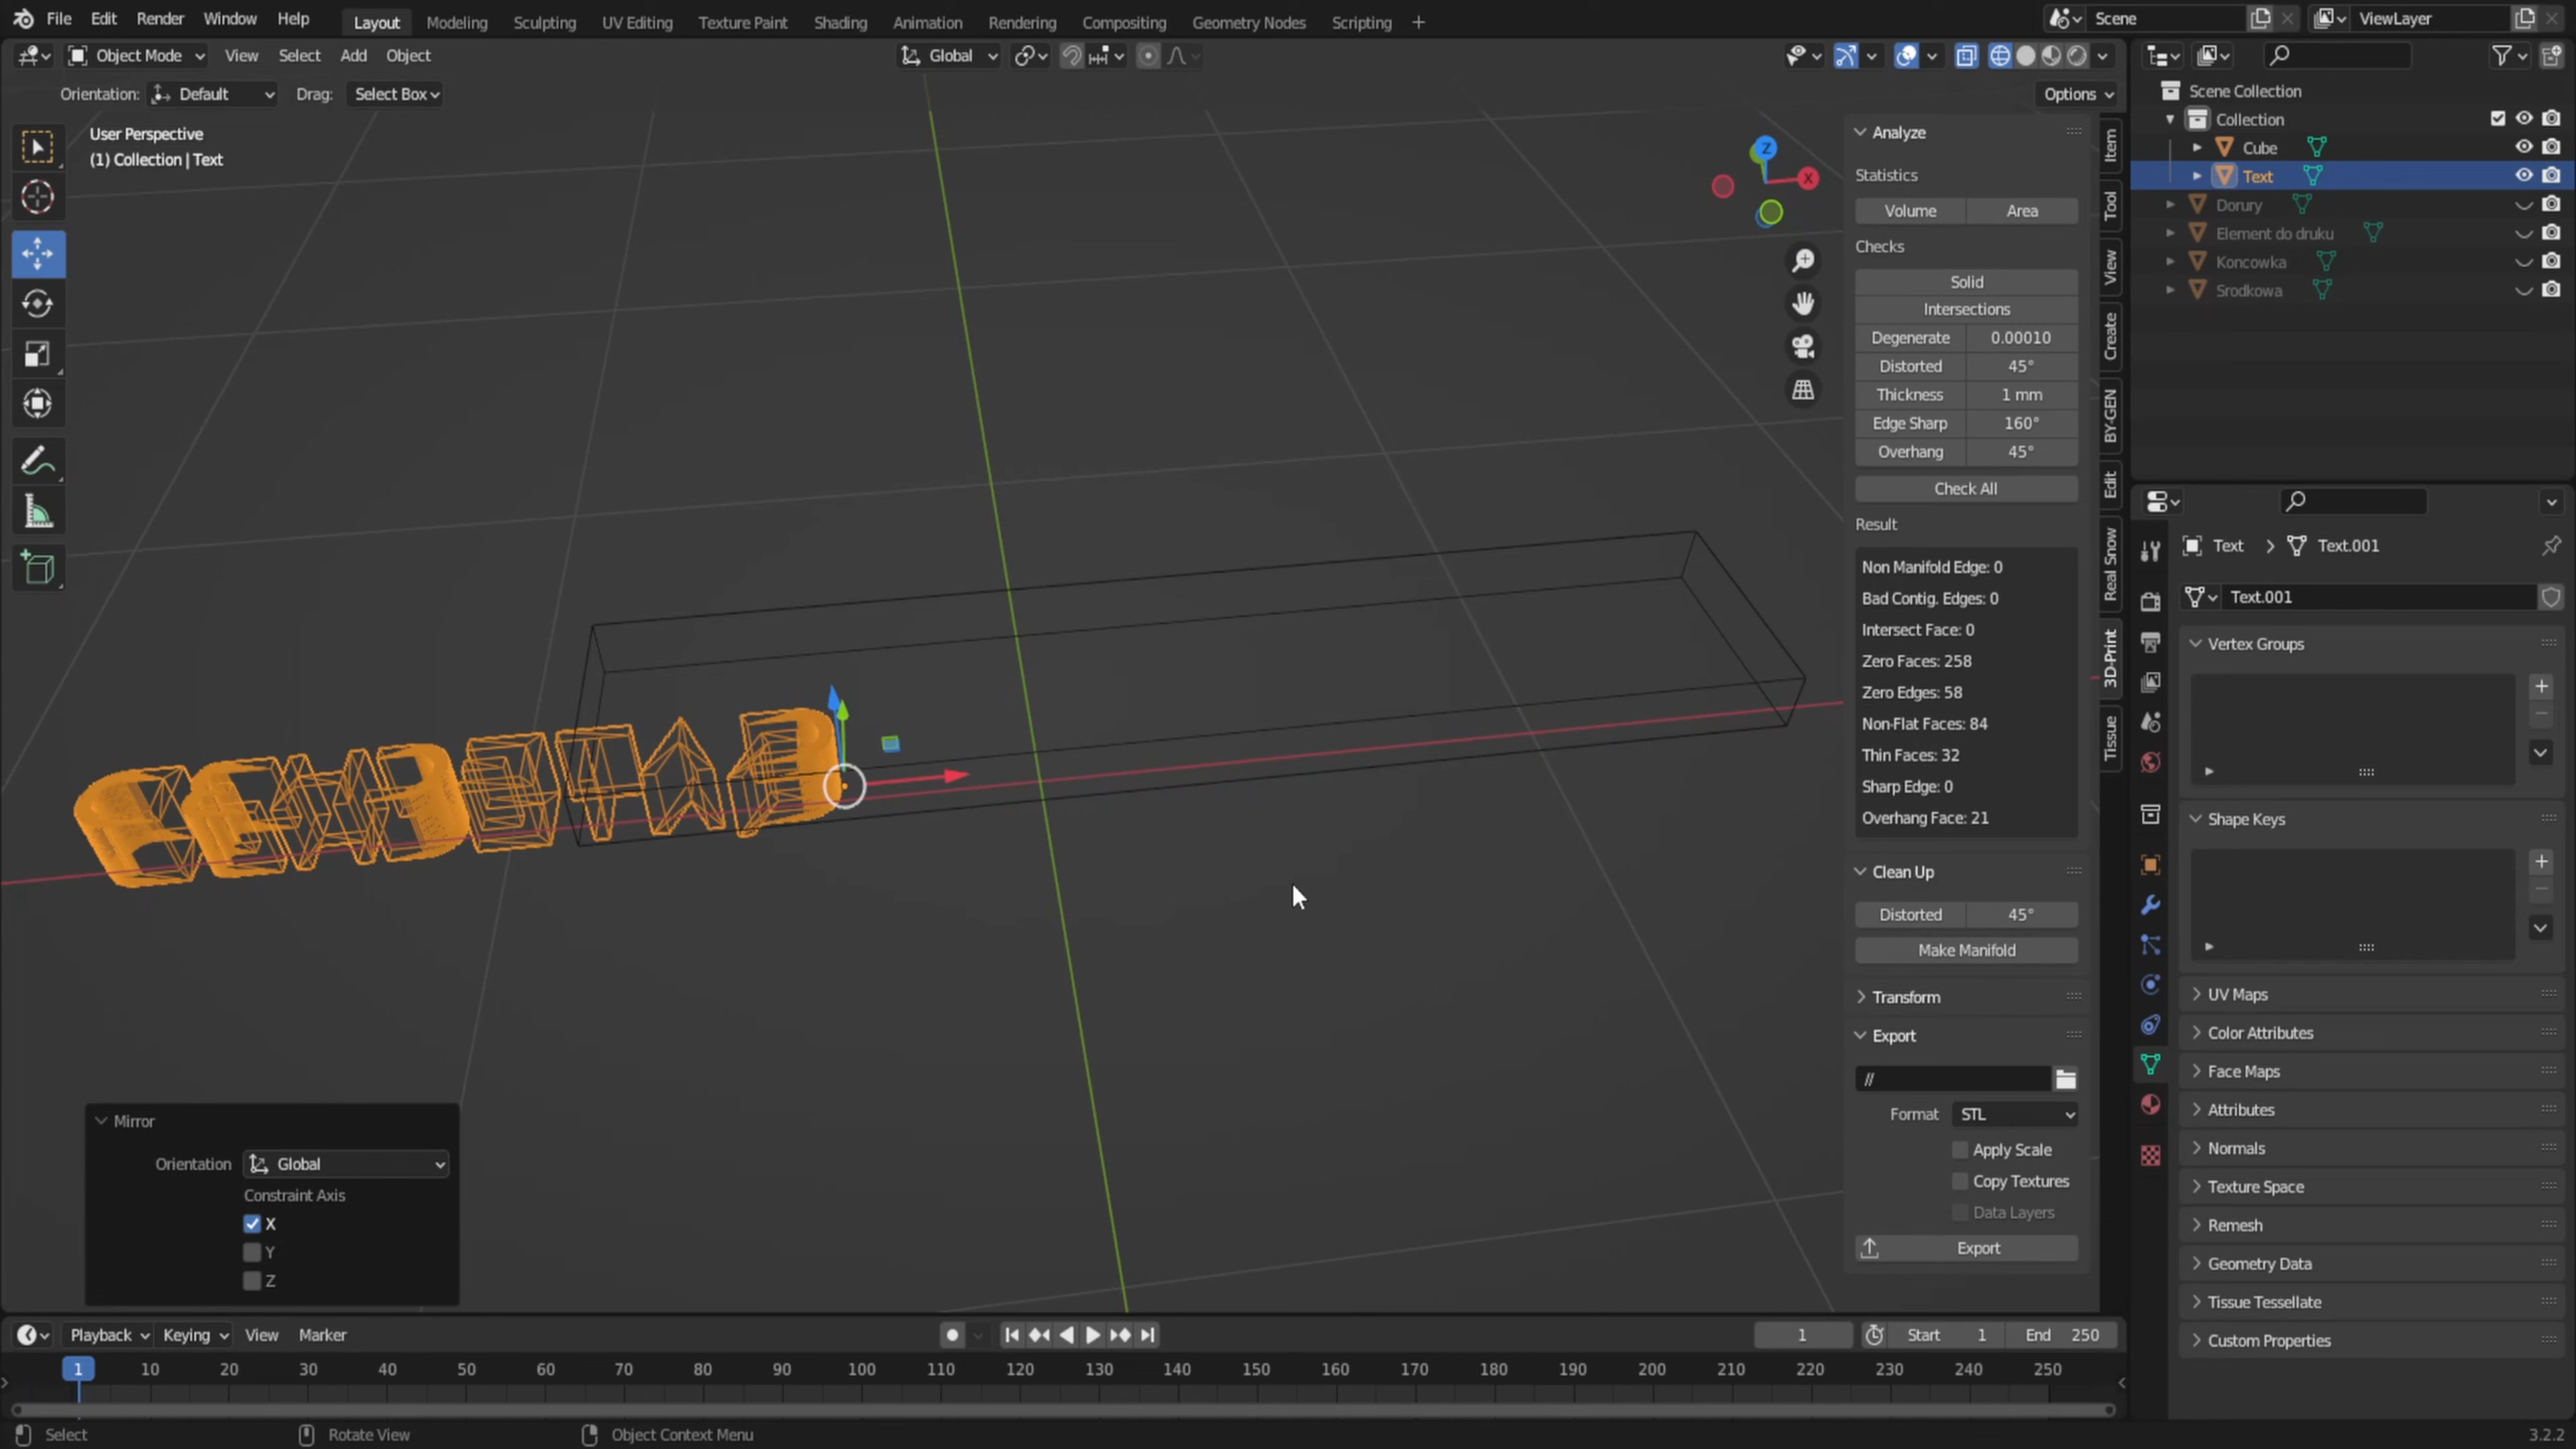 File Edit Render Window Help Layout Modeling Sculpting UV Editing Texture Paint Shading Animation Rendering Compositing Geometry Nodes Scripting + Scene ViewLayer
Object Mode View Select Add Object Global
Orientation: Default Drag: Select Box Options
User Perspective
(1) Collection | Text
Z
X
Analyze
Statistics
Volume Area
Checks
Solid
Intersections
Degenerate 0.00010
Distorted 45°
Thickness 1 mm
Edge Sharp 160°
Overhang 45°
Check All
Result
Non Manifold Edge: 0
Bad Contig. Edges: 0
Intersect Face: 0
Zero Faces: 258
Zero Edges: 58
Non-Flat Faces: 84
Thin Faces: 32
Sharp Edge: 0
Overhang Face: 21
Clean Up
Distorted 45°
Make Manifold
Transform
Export
//
Format STL
Apply Scale
Copy Textures
Data Layers
Export
Item
Tool
View
Create
BY-GEN
Edit
Real Snow
3D-Print
Tissue
Scene Collection
Collection
Cube
Text
Dorury
Element do druku
Koncowka
Srodkowa
Text > Text.001
Text.001
Vertex Groups
Shape Keys
UV Maps
Color Attributes
Face Maps
Attributes
Normals
Texture Space
Remesh
Geometry Data
Tissue Tessellate
Custom Properties
Mirror
Orientation Global
Constraint Axis
X
Y
Z
Playback Keying View Marker 1 Start 1 End 250
1 10 20 30 40 50 60 70 80 90 100 110 120 130 140 150 160 170 180 190 200 210 220 230 240 250
Select Rotate View Object Context Menu 3.2.2